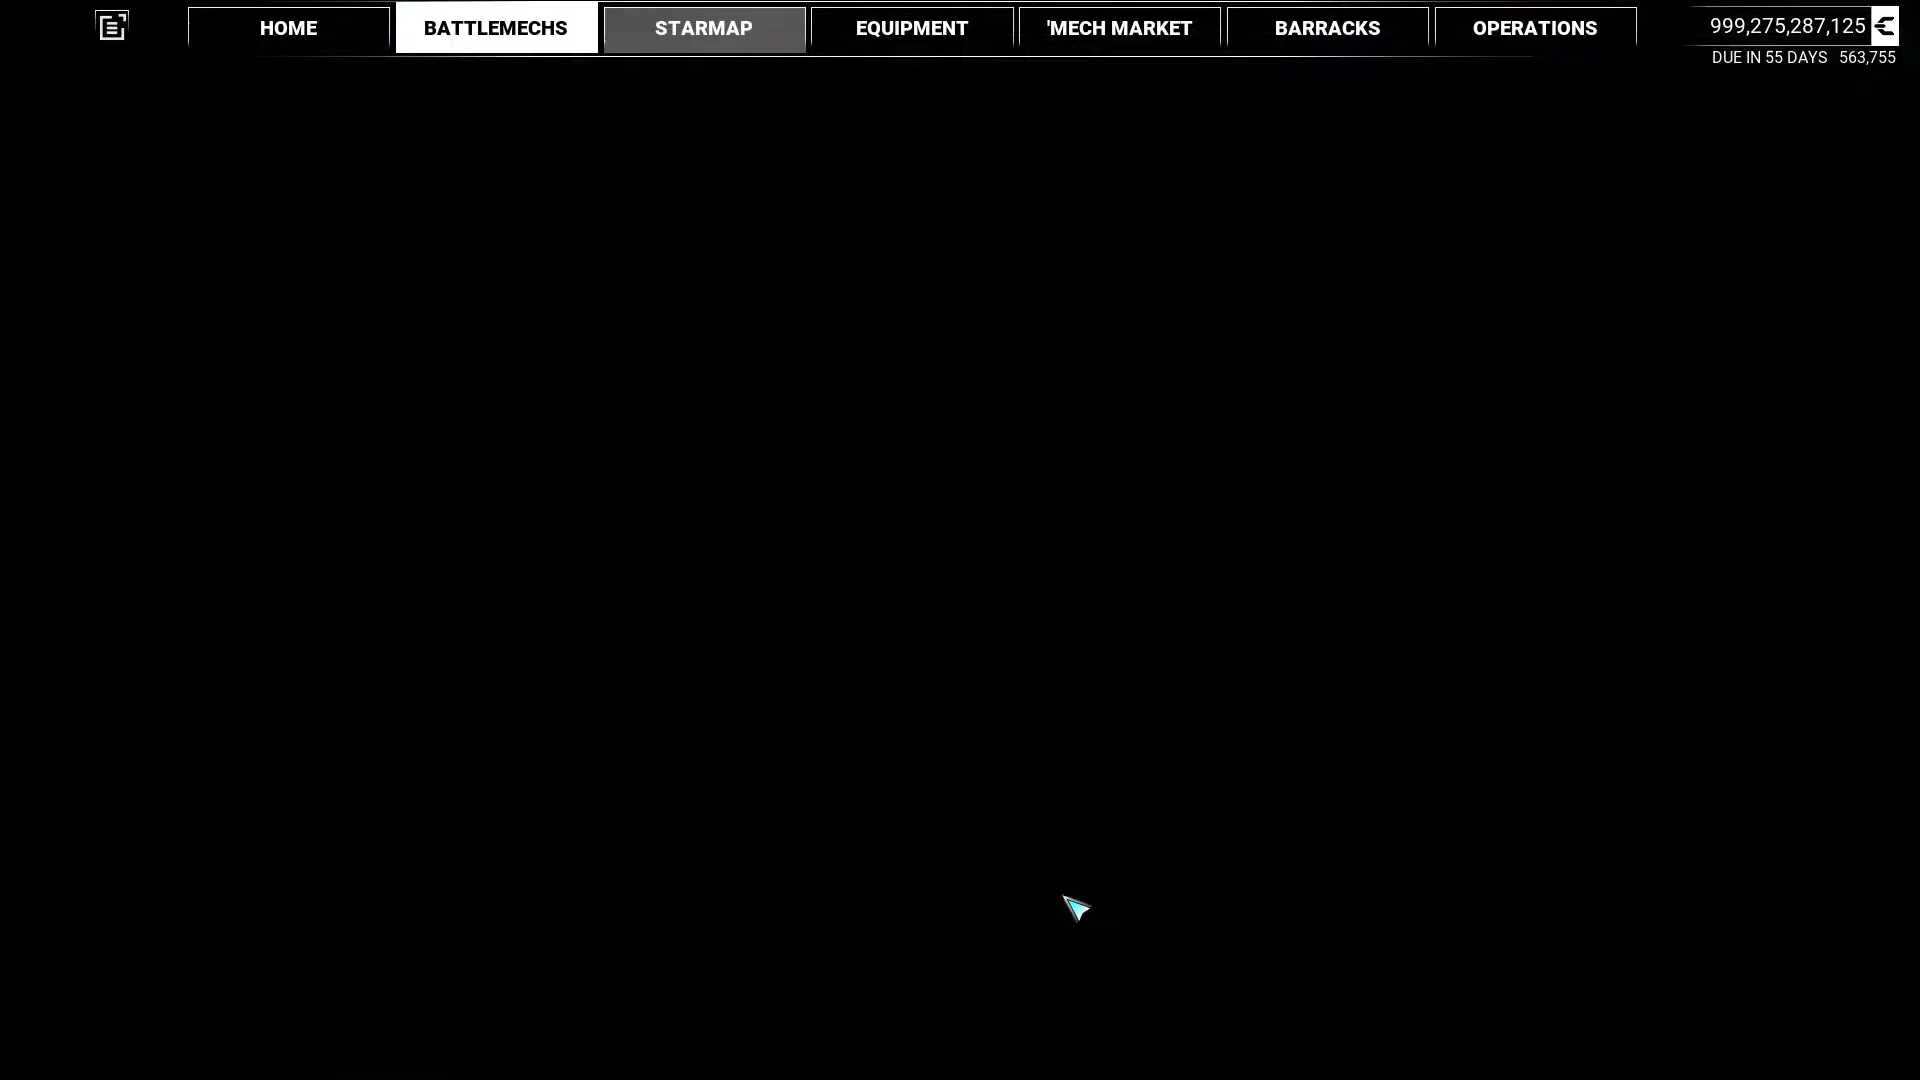 HOME
BATTLEMECHS
STARMAP
EQUIPMENT
'MECH MARKET
BARRACKS
OPERATIONS
999,275,287,125
DUE IN 55 DAYS 563,755